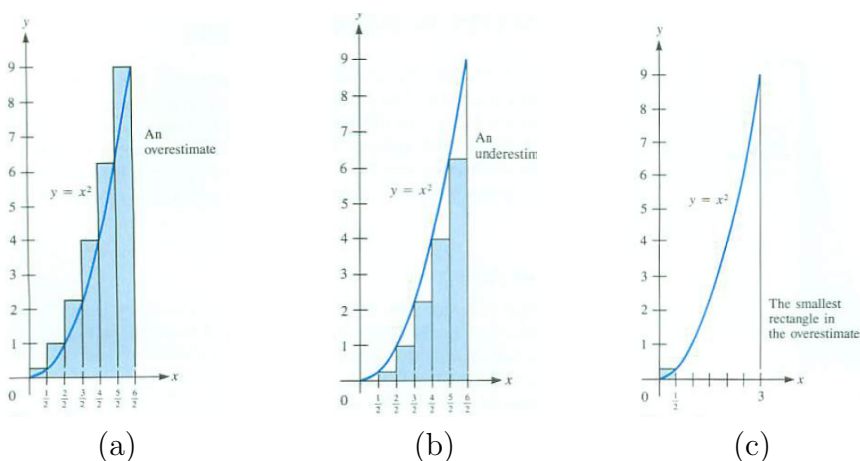 y
9
8
An
7
overestimate
6
y = x²
5
4
3
2
1
x
0
1/2 2/2 3/2 4/2 5/2 6/2
(a)
y
9
8
7
An
underestim
6
y = x²
5
4
3
2
1
x
0
1/2 2/2 3/2 4/2 5/2 6/2
(b)
y
9
8
7
6
y = x²
5
4
3
2
The smallest
rectangle in
1
the overestimate
x
0
1/2 3
(c)